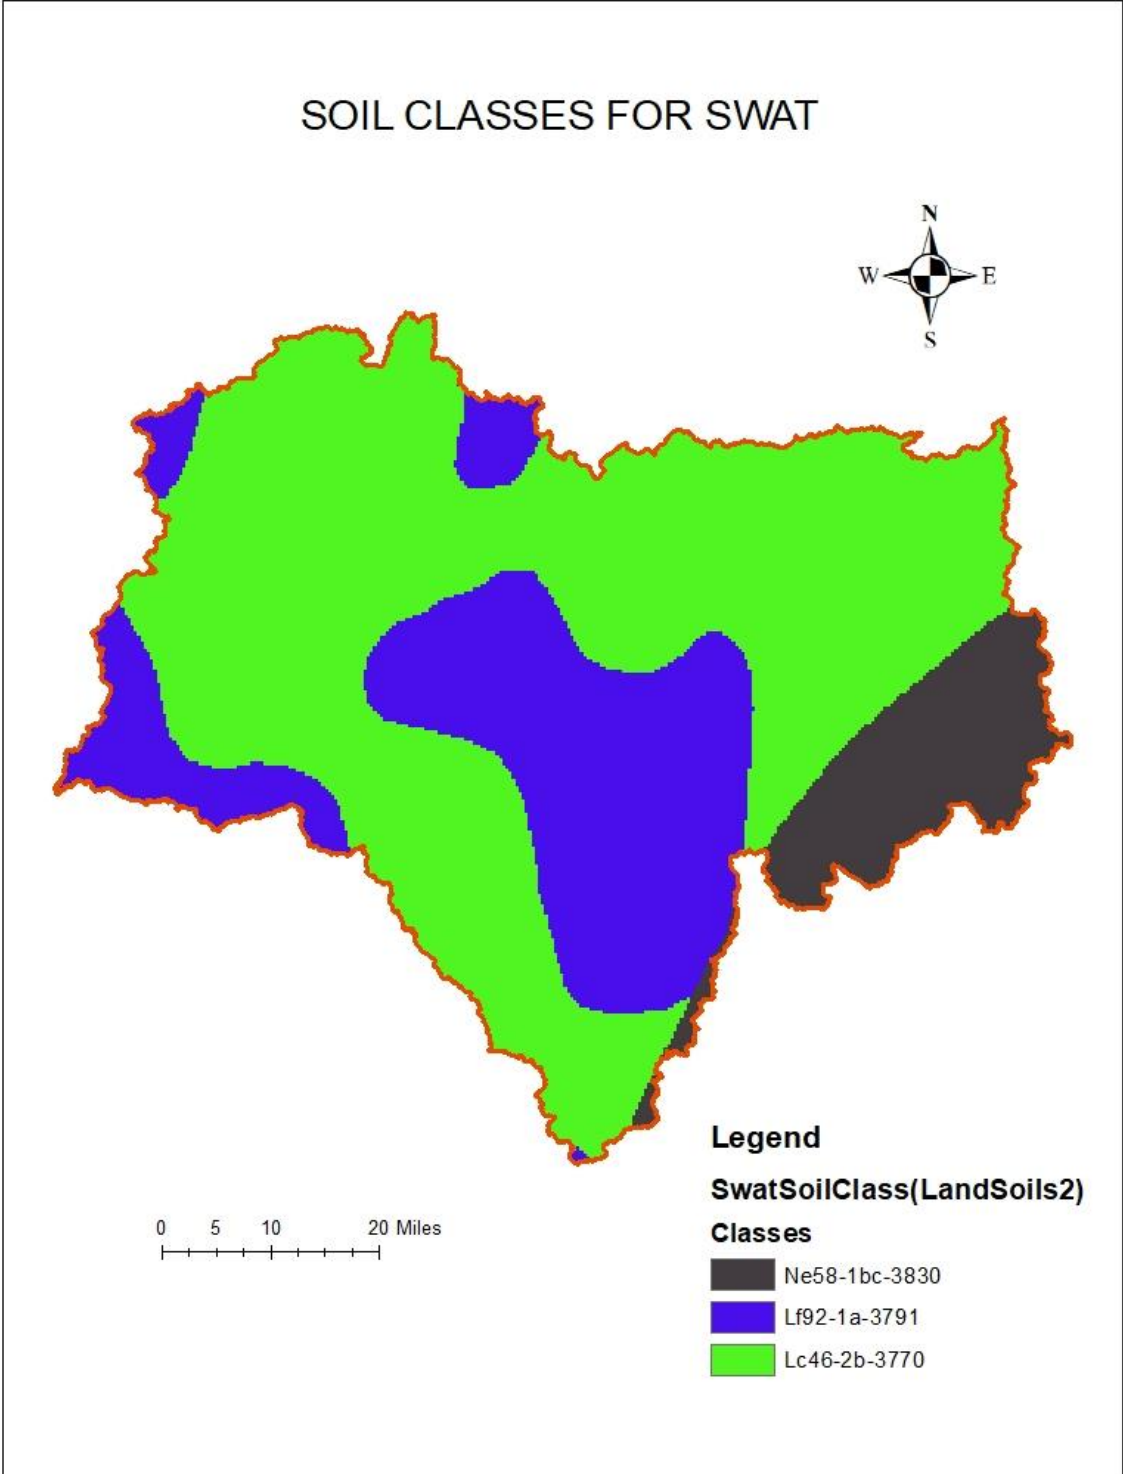 SOIL CLASSES FOR SWAT
N
W E
S
Legend
SwatSoilClass(LandSoils2)
Classes
Ne58-1bc-3830
Lf92-1a-3791
Lc46-2b-3770
0 5 10 20 Miles